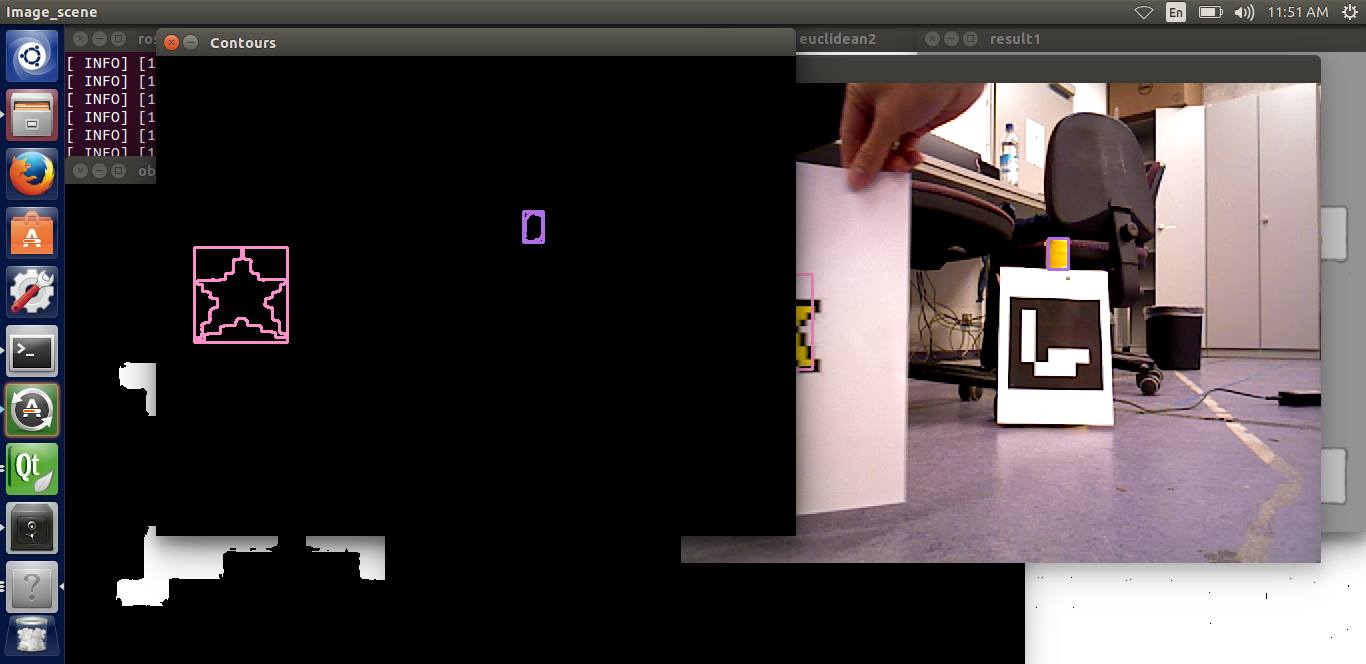 Image_scene
En
11:51 AM
Contours
euclidean2
result1
[ INFO] [1
[ INFO] [1
[ INFO] [1
[ INFO] [1
[ INFO] [1
[ INFO] [1
ob
>_
Qt
?